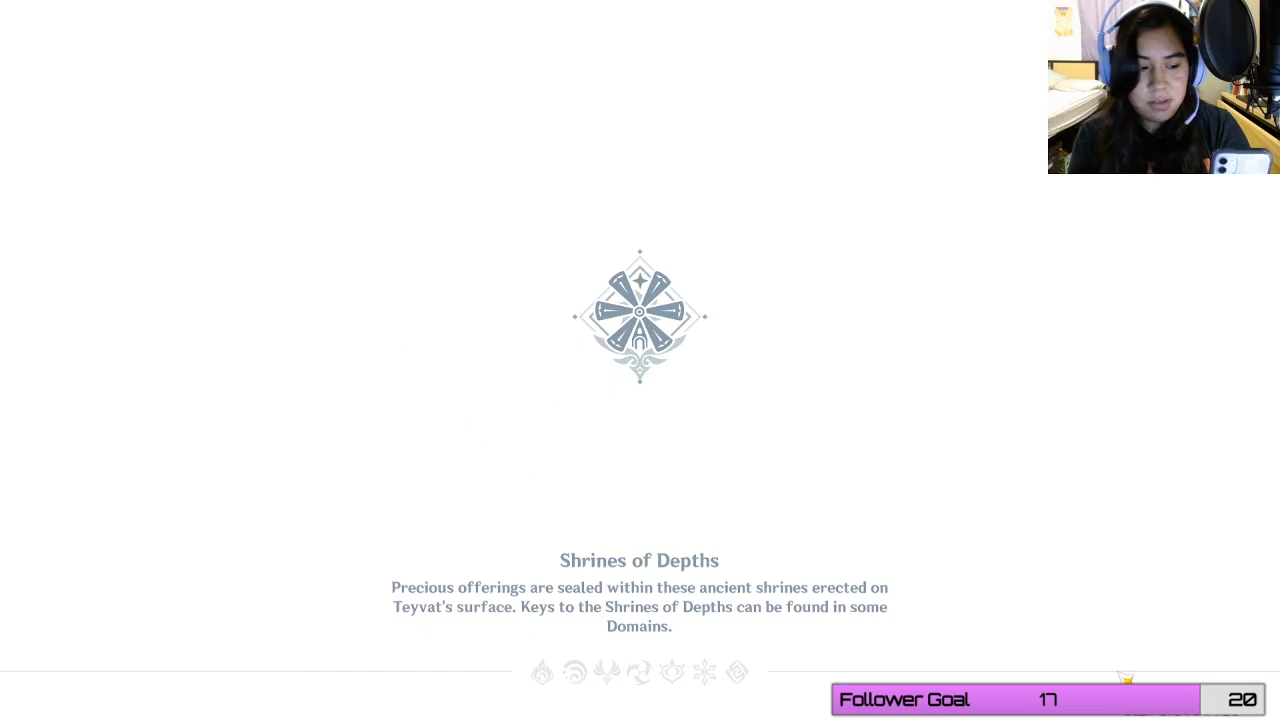 Shrines of Depths
Precious offerings are sealed within these ancient shrines erected on
Teyvat's surface. Keys to the Shrines of Depths can be found in some
Domains.
Follower Goal 17 20